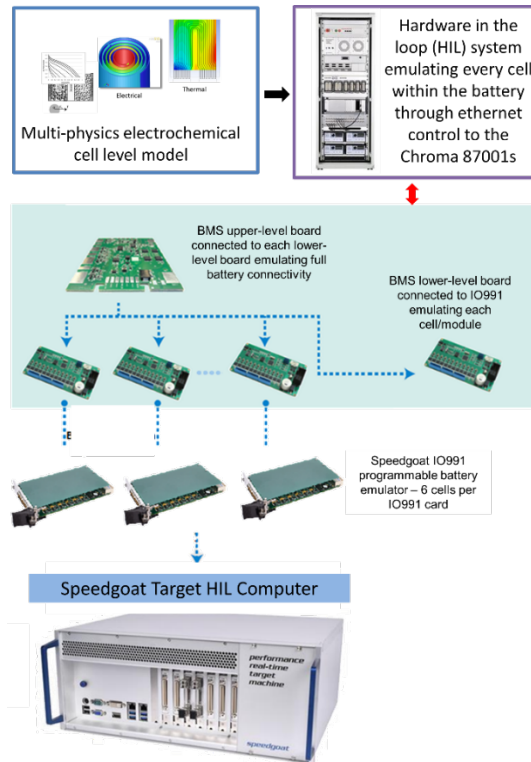 Electrical
Thermal
Multi-physics electrochemical
cell level model
Hardware in the
loop (HIL) system
emulating every cell
within the battery
through ethernet
control to the
Chroma 87001s
BMS upper-level board
connected to each lower-
level board emulating full
battery connectivity
BMS lower-level board
connected to IO991
emulating each
cell/module
Speedgoat IO991
programmable battery
emulator – 6 cells per
IO991 card
Speedgoat Target HIL Computer
performance
real-time
target
machine
speedgoat